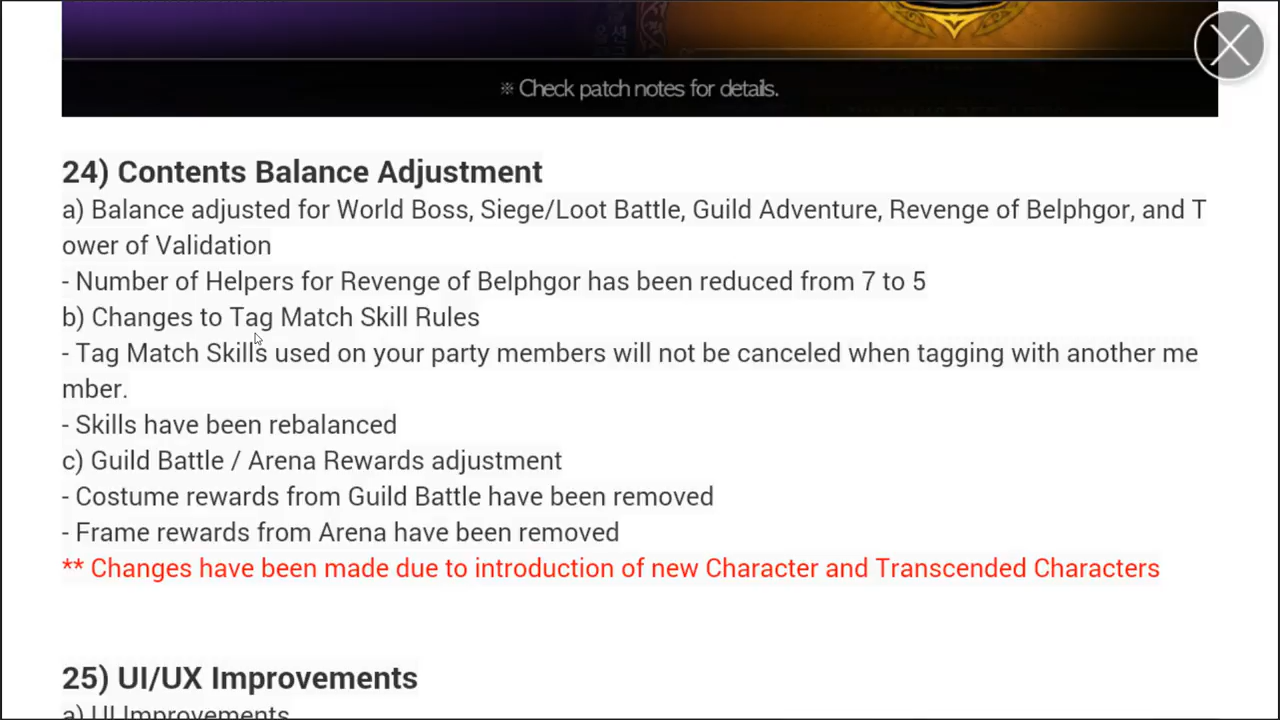 ※ Check patch notes for details.
24) Contents Balance Adjustment
a) Balance adjusted for World Boss, Siege/Loot Battle, Guild Adventure, Revenge of Belphgor, and T
ower of Validation
- Number of Helpers for Revenge of Belphgor has been reduced from 7 to 5
b) Changes to Tag Match Skill Rules
- Tag Match Skills used on your party members will not be canceled when tagging with another me
mber.
- Skills have been rebalanced
c) Guild Battle / Arena Rewards adjustment
- Costume rewards from Guild Battle have been removed
- Frame rewards from Arena have been removed
** Changes have been made due to introduction of new Character and Transcended Characters
25) UI/UX Improvements
a) UI Improvements